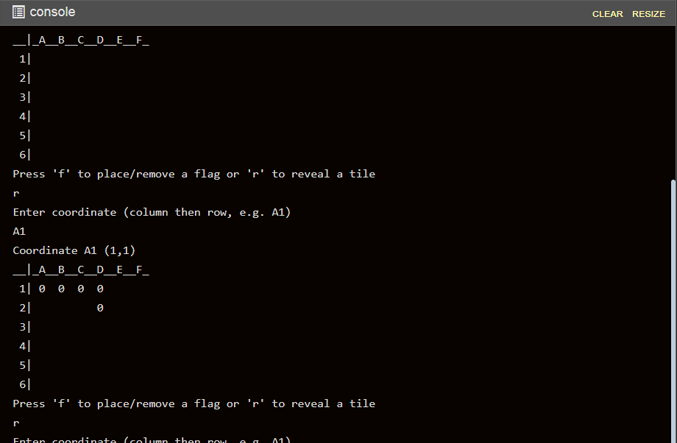 console CLEAR RESIZE
__|_A__B__C__D__E__F_
1|
2|
3|
4|
5|
6|
Press 'f' to place/remove a flag or 'r' to reveal a tile
r
Enter coordinate (column then row, e.g. A1)
A1
Coordinate A1 (1,1)
__|_A__B__C__D__E__F_
1| 0  0  0  0
2|          0
3|
4|
5|
6|
Press 'f' to place/remove a flag or 'r' to reveal a tile
r
Enter coordinate (column then row, e.g. A1)